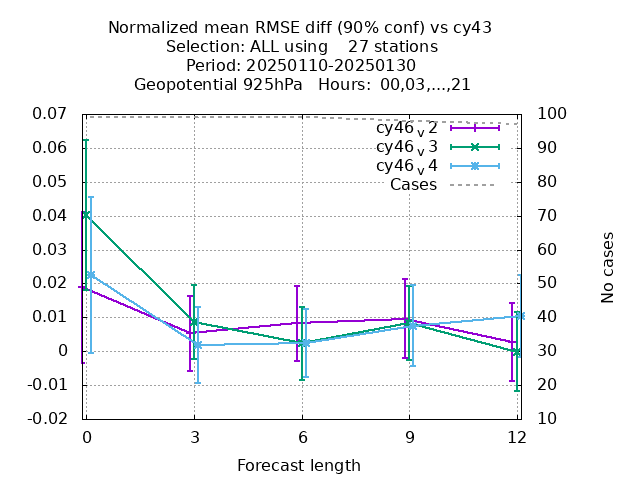 Normalized mean RMSE diff (90% conf) vs cy43
Selection: ALL using    27 stations
Period: 20250110-20250130
Geopotential 925hPa   Hours:  00,03,...,21
0.07 100
0.06 90
0.05 80
0.04 70
0.03 60
0.02 50
0.01 40
0 30
-0.01 20
-0.02 10
cy46v2
cy46v3
cy46v4
Cases
No cases
0 3 6 9 12
Forecast length